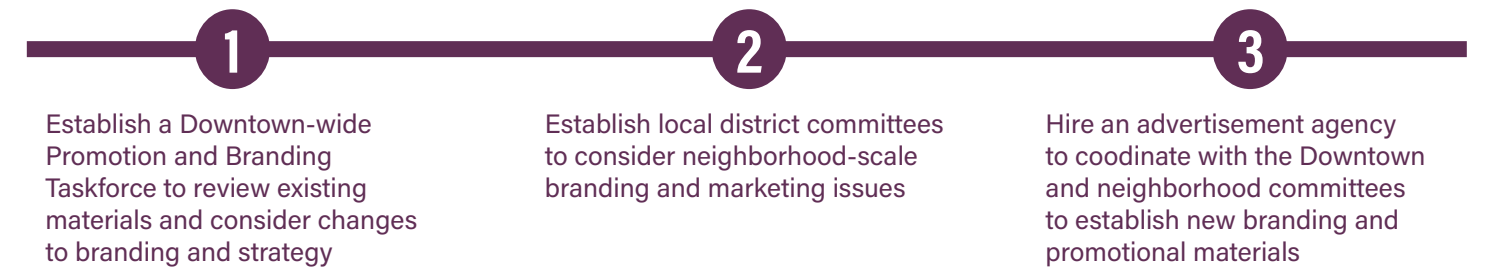 1
Establish a Downtown-wide
Promotion and Branding
Taskforce to review existing
materials and consider changes
to branding and strategy
2
Establish local district committees
to consider neighborhood-scale
branding and marketing issues
3
Hire an advertisement agency
to coodinate with the Downtown
and neighborhood committees
to establish new branding and
promotional materials